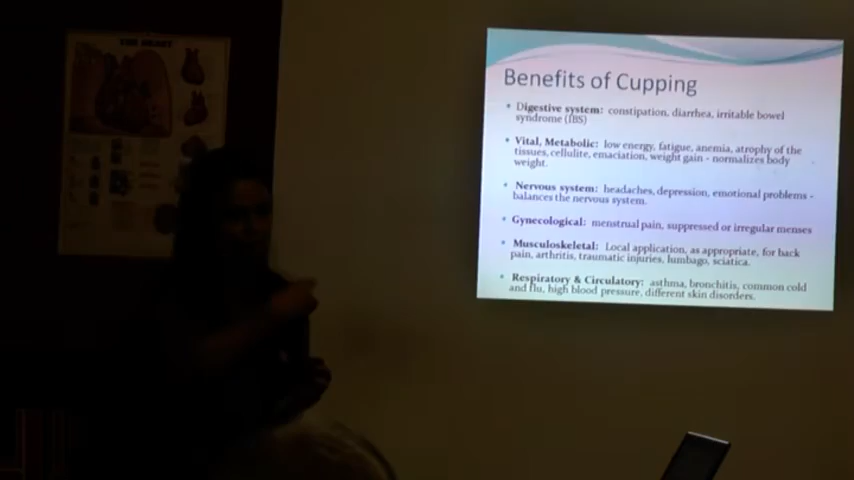 THE HEART
Benefits of Cupping
• Digestive system: constipation, diarrhea, irritable bowel
syndrome (IBS)
• Vital, Metabolic: low energy, fatigue, anemia, atrophy of the
tissues, cellulite, emaciation, weight gain - normalizes body
weight.
• Nervous system: headaches, depression, emotional problems -
balances the nervous system.
• Gynecological: menstrual pain, suppressed or irregular menses
• Musculoskeletal: Local application, as appropriate, for back
pain, arthritis, traumatic injuries, lumbago, sciatica.
• Respiratory & Circulatory: asthma, bronchitis, common cold
and flu, high blood pressure, different skin disorders.